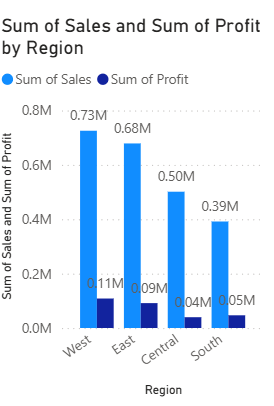 Sum of Sales and Sum of Profit
by Region
Sum of Sales Sum of Profit
Sum of Sales and Sum of Profit
0.8M
0.6M
0.4M
0.2M
0.0M
0.73M
0.68M
0.50M
0.39M
0.11M
0.09M
0.04M
0.05M
West
East
Central
South
Region